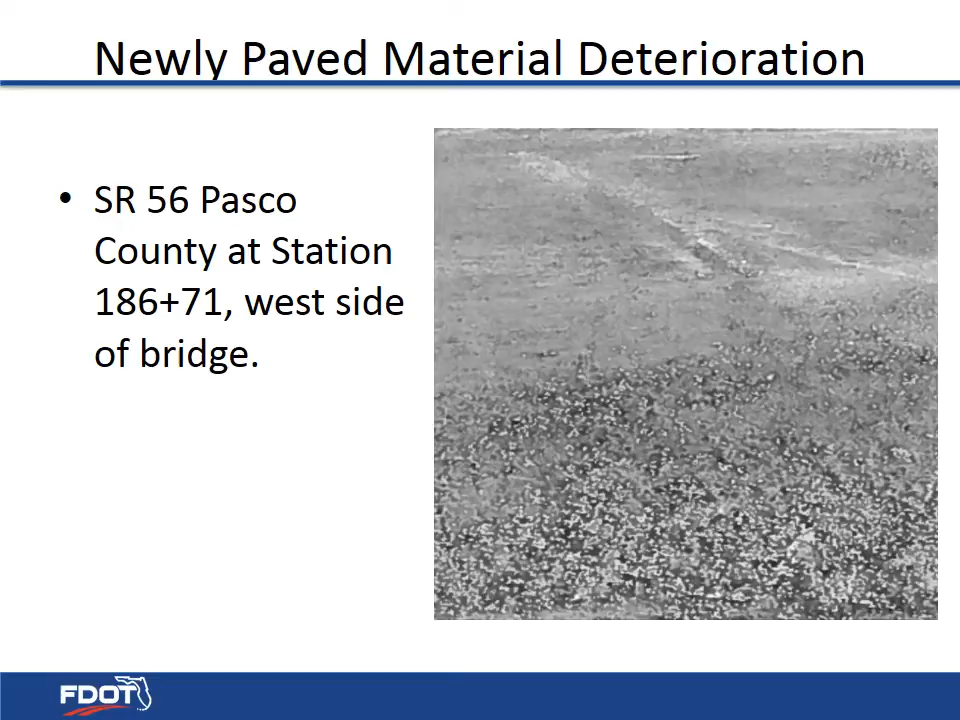 Newly Paved Material Deterioration
• SR 56 Pasco
County at Station
186+71, west side
of bridge.
FDOT